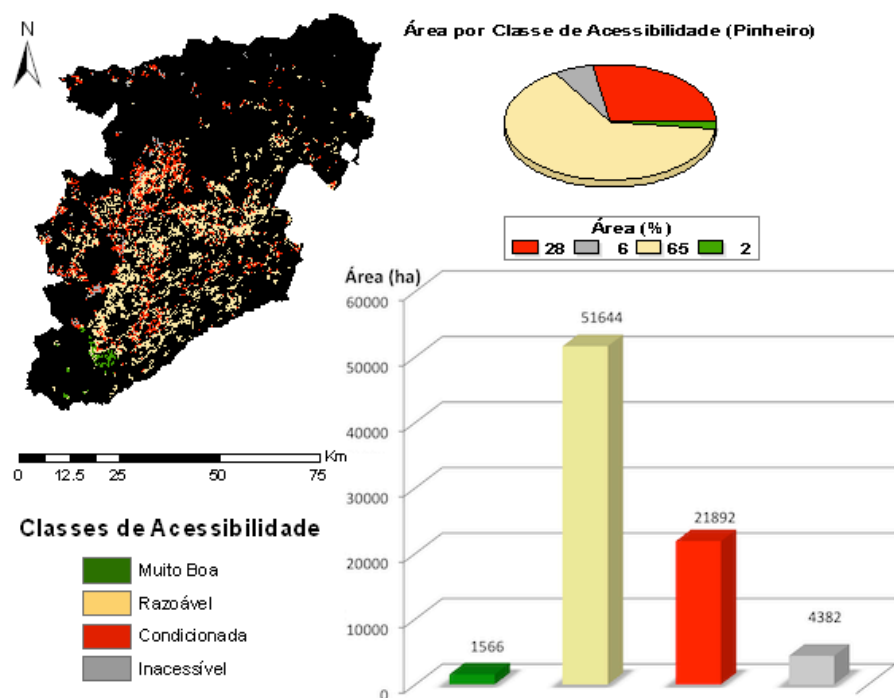 N
Área por Classe de Acessibilidade (Pinheiro)
Área (%)
28 6 65 2
Área (ha)
60000
50000
40000
30000
20000
10000
0
1566
51644
21892
4382
Km
0 12.5 25 50 75
Classes de Acessibilidade
Muito Boa
Razoável
Condicionada
Inacessível